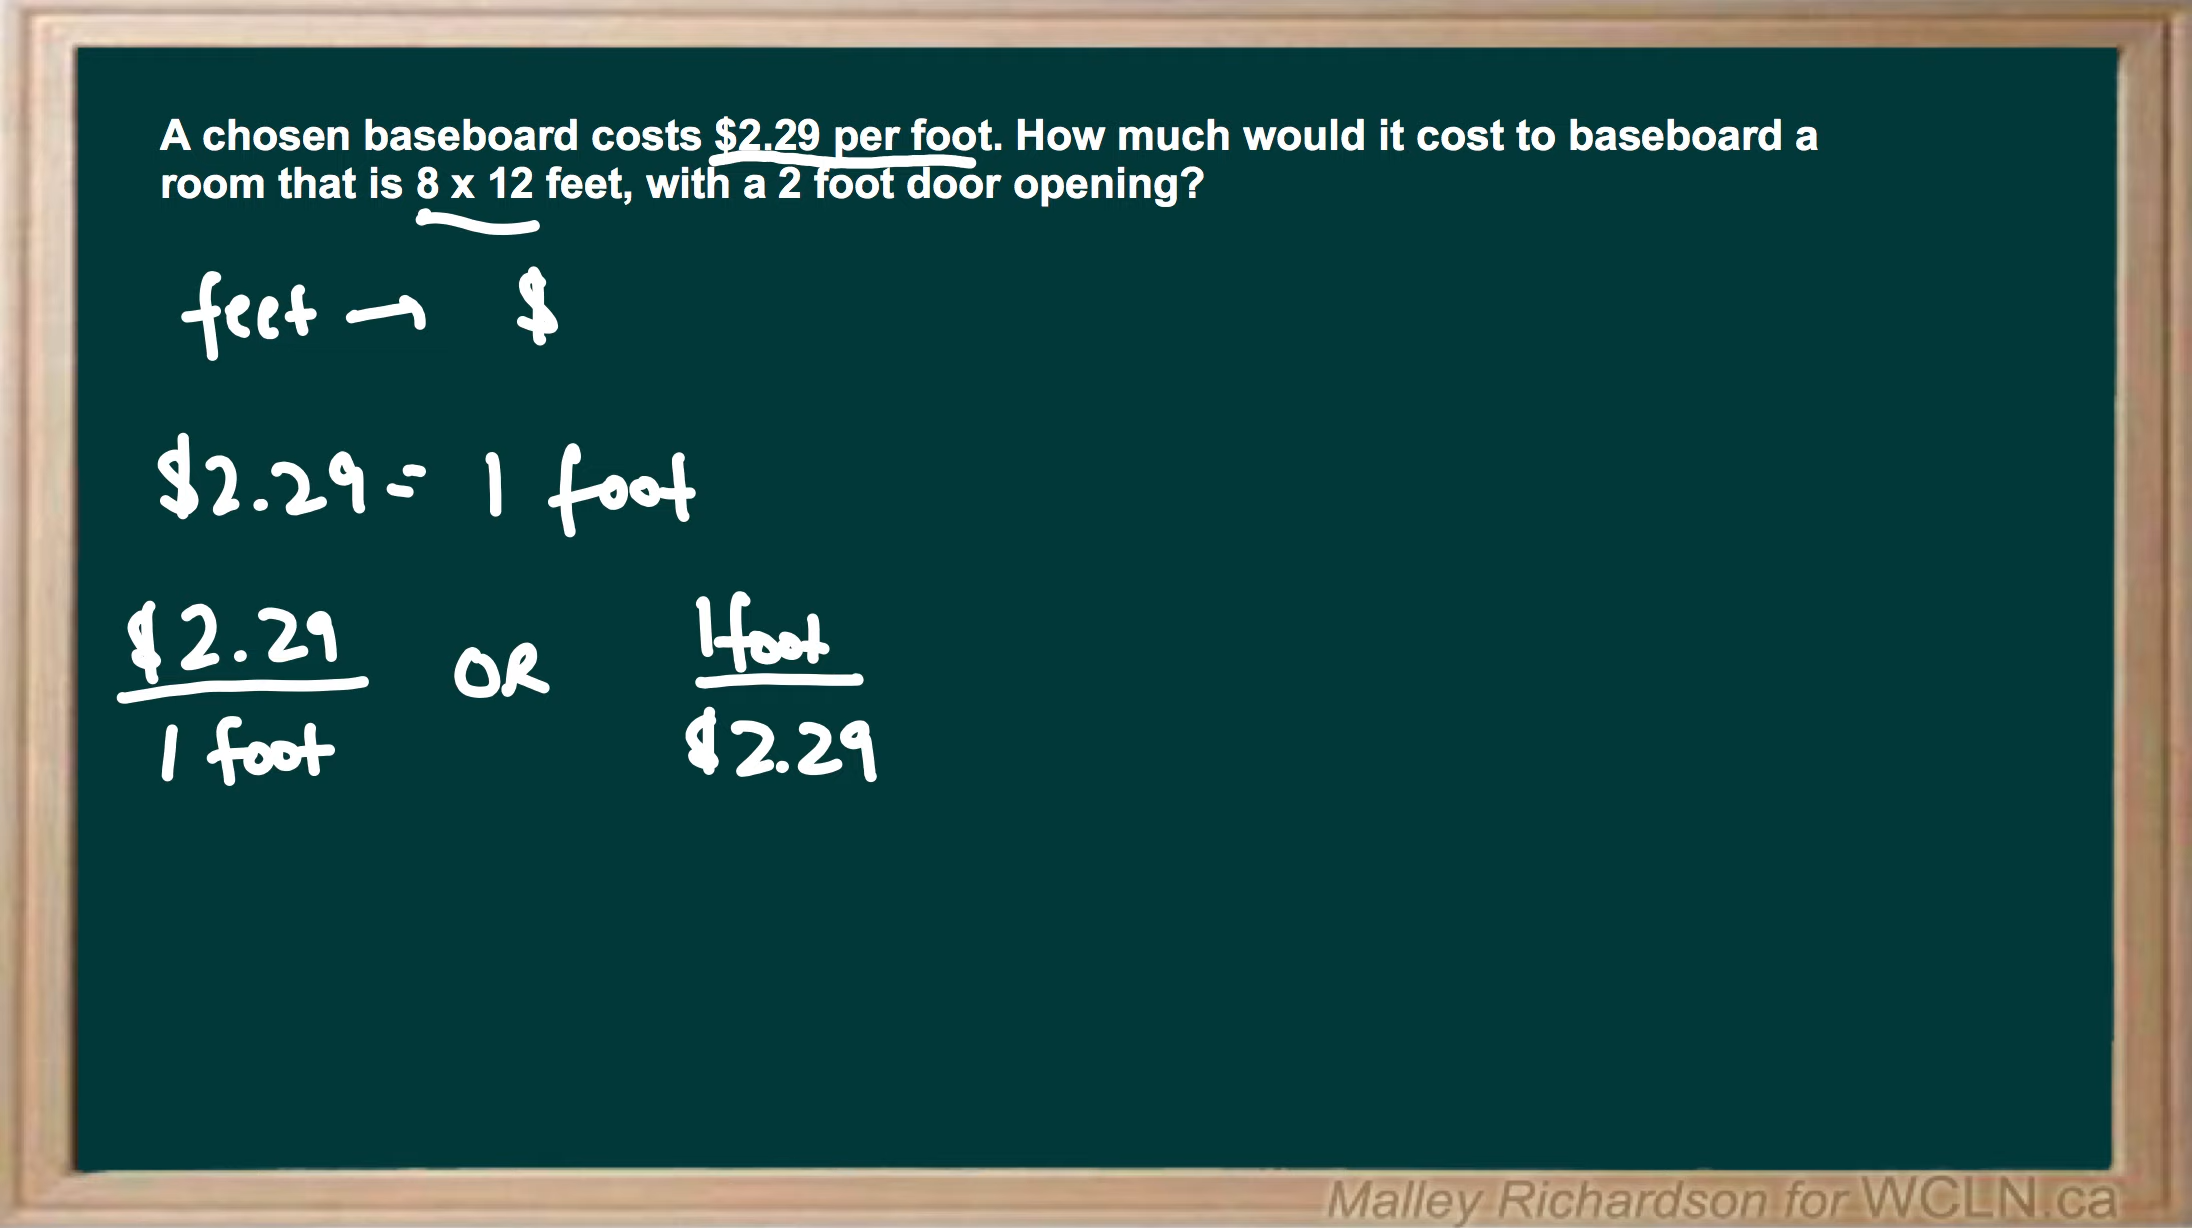 A chosen baseboard costs $2.29 per foot. How much would it cost to baseboard a
room that is 8 x 12 feet, with a 2 foot door opening?
feet → $
$2.29 = 1 foot
$2.29 OR 1 foot
1 foot $2.29
Malley Richardson for WCLN.ca